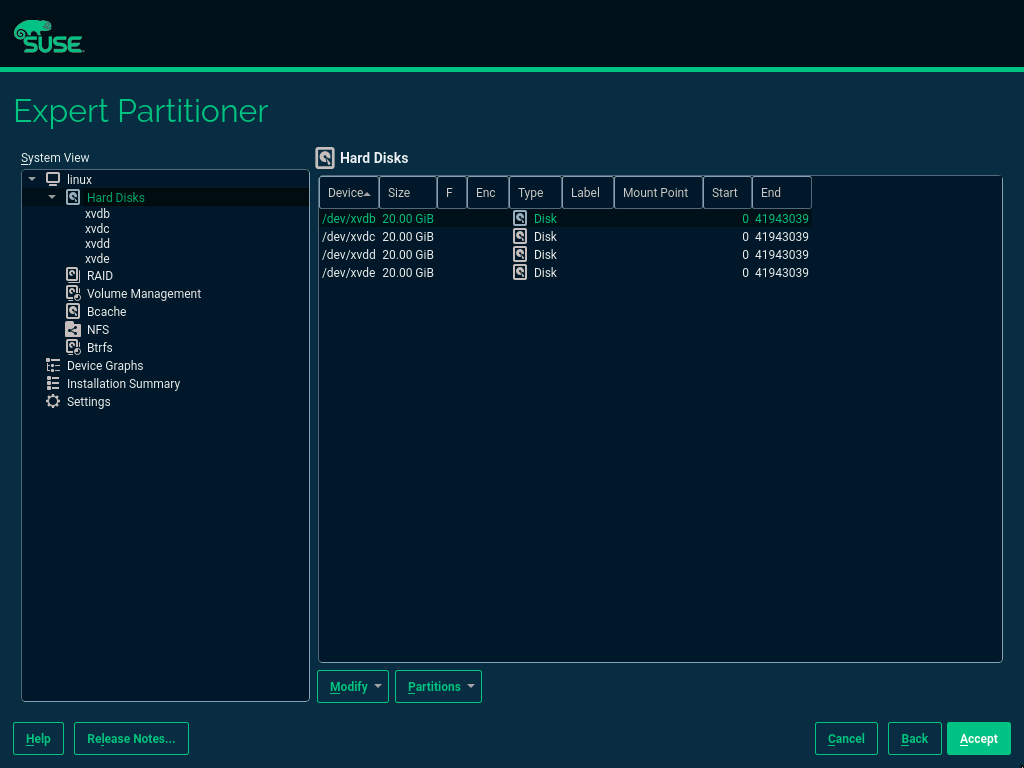 SUSE
Expert Partitioner
System View
linux
Hard Disks
xvdb
xvdc
xvdd
xvde
RAID
Volume Management
Bcache
NFS
Btrfs
Device Graphs
Installation Summary
Settings
Hard Disks
Device Size F Enc Type Label Mount Point Start End
/dev/xvdb 20.00 GiB Disk 0 41943039
/dev/xvdc 20.00 GiB Disk 0 41943039
/dev/xvdd 20.00 GiB Disk 0 41943039
/dev/xvde 20.00 GiB Disk 0 41943039
Modify Partitions
Help Release Notes... Cancel Back Accept